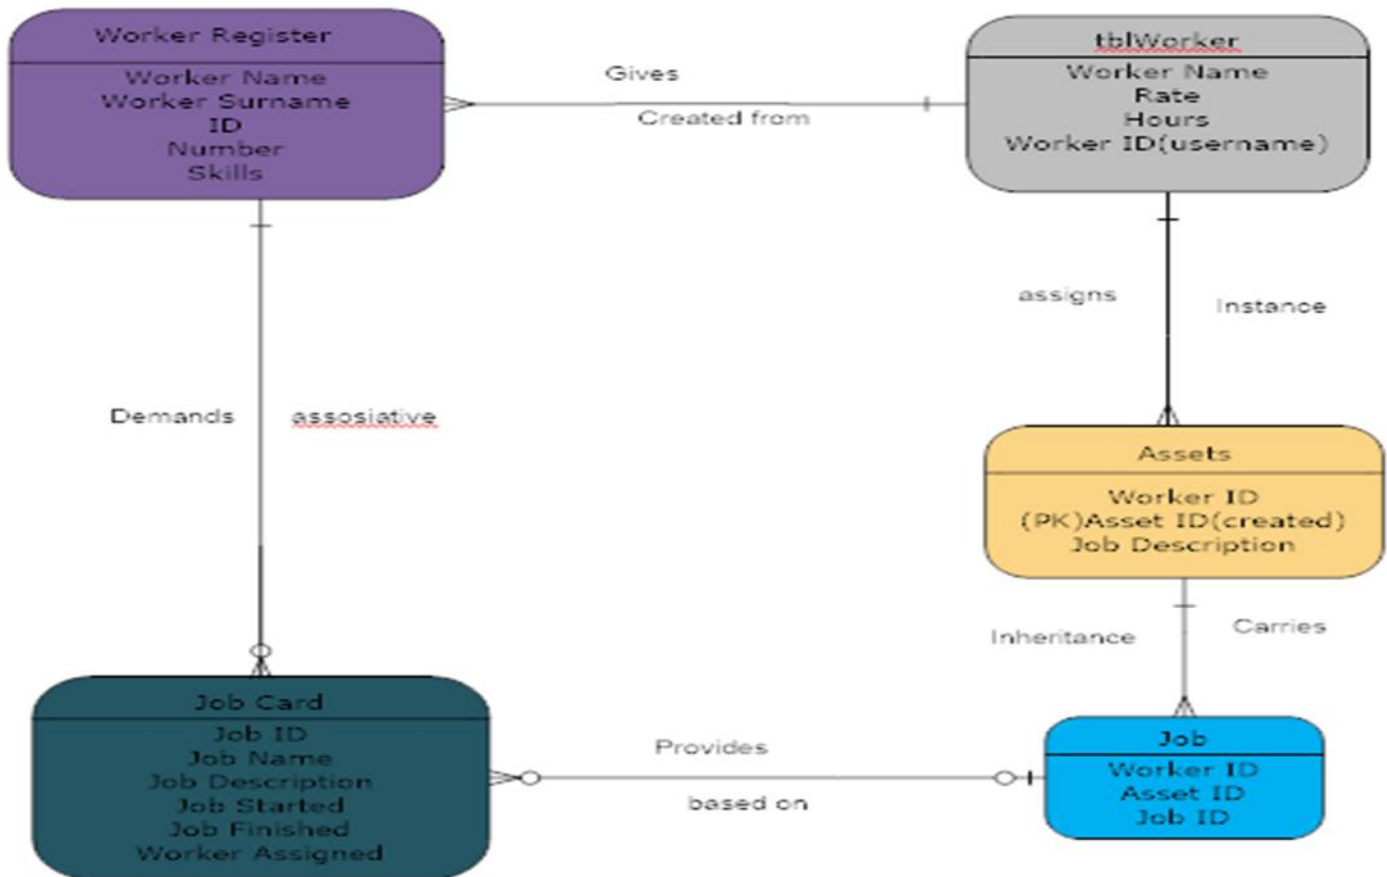 Worker Register
Worker Name
Worker Surname
ID
Number
Skills
Gives
Created from
tblWorker
Worker Name
Rate
Hours
Worker ID(username)
assigns
Instance
Demands
assosiative
Assets
Worker ID
(PK)Asset ID(created)
Job Description
Inheritance
Carries
Job Card
Job ID
Job Name
Job Description
Job Started
Job Finished
Worker Assigned
Provides
based on
Job
Worker ID
Asset ID
Job ID